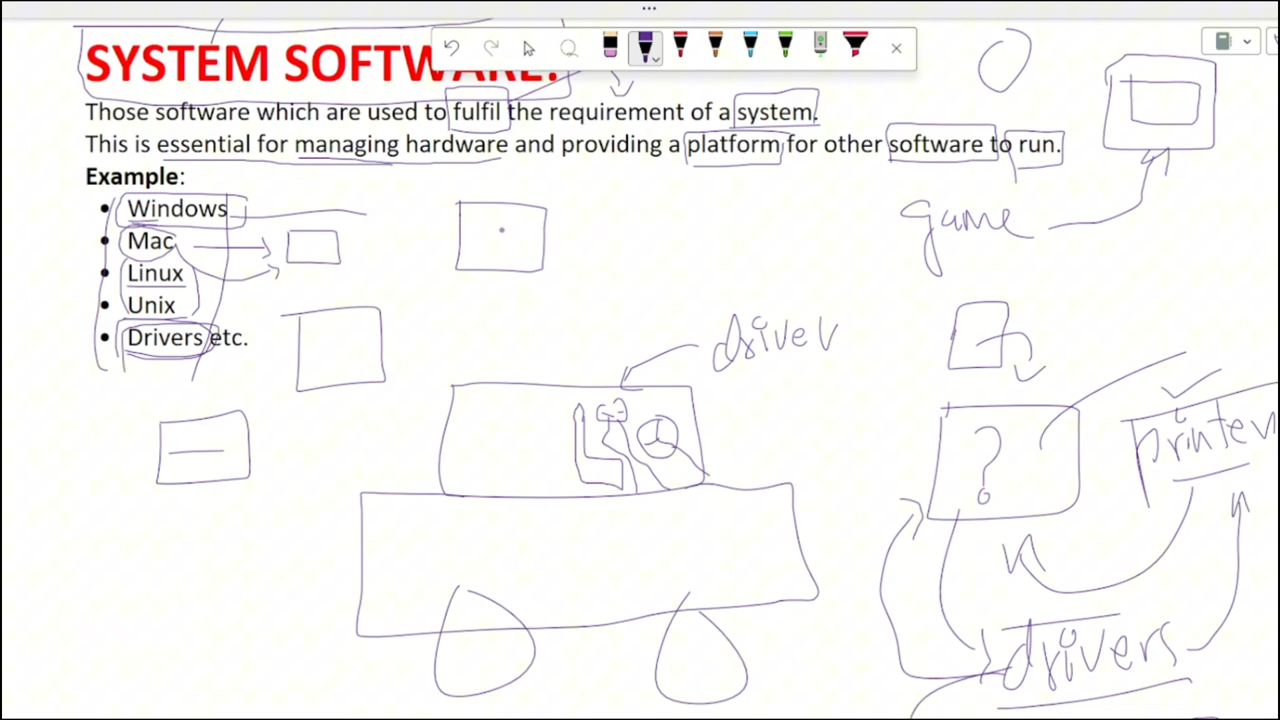 SYSTEM SOFTWARE:
Those software which are used to fulfil the requirement of a system.
This is essential for managing hardware and providing a platform for other software to run.
Example:
• Windows
• Mac
• Linux
• Unix
• Drivers etc.
game
driver
?
printer
drivers